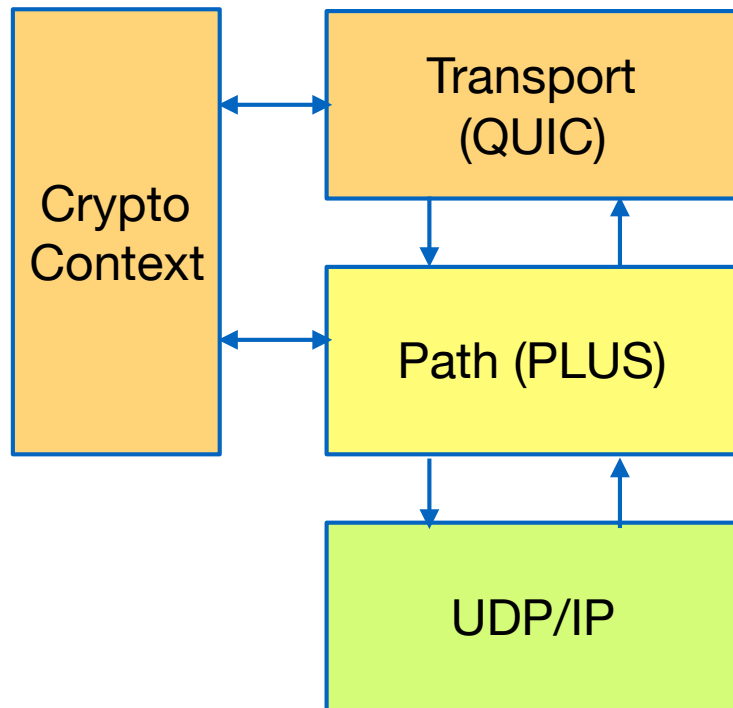 Transport
(QUIC)
Crypto
Context
Path (PLUS)
UDP/IP